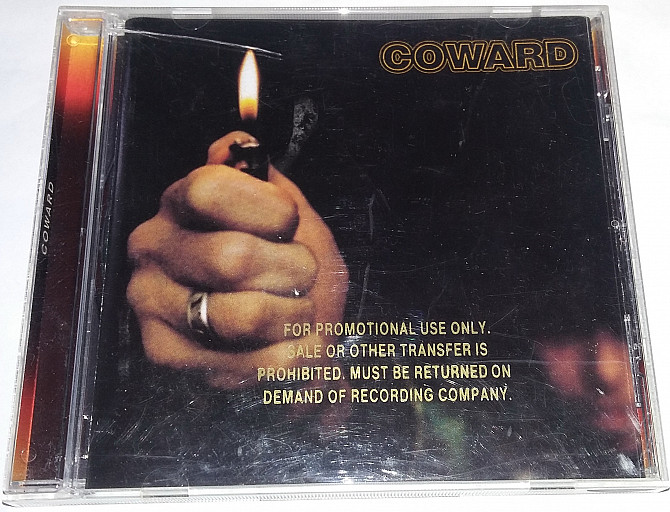 COWARD
COWARD
FOR PROMOTIONAL USE ONLY.
SALE OR OTHER TRANSFER IS
PROHIBITED. MUST BE RETURNED ON
DEMAND OF RECORDING COMPANY.